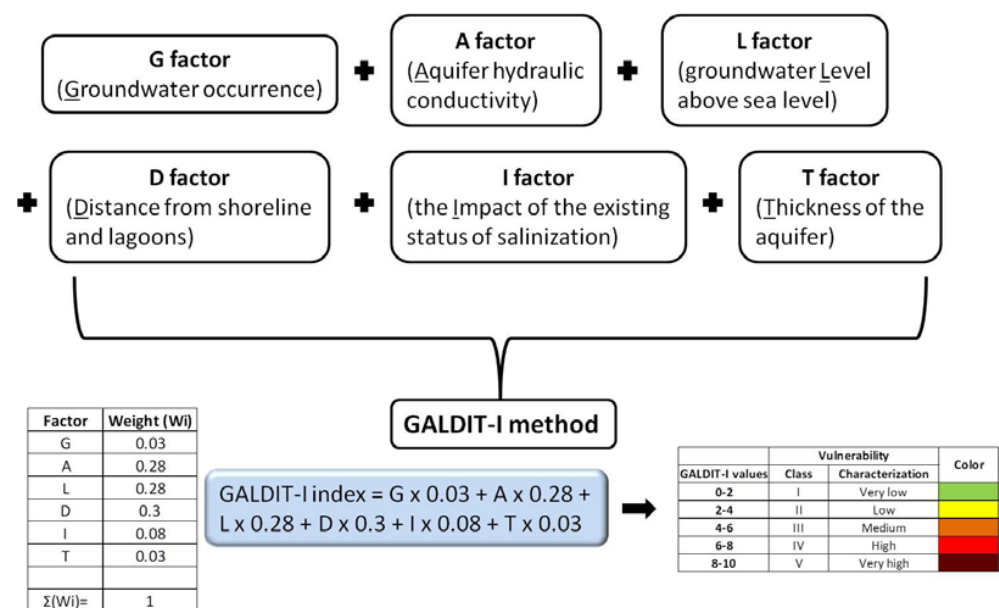 G factor
(Groundwater occurrence)
+
A factor
(Aquifer hydraulic
conductivity)
+
L factor
(groundwater Level
above sea level)
+
D factor
(Distance from shoreline
and lagoons)
+
I factor
(the Impact of the existing
status of salinization)
+
T factor
(Thickness of the
aquifer)
GALDIT-I method
Factor Weight (Wi)
G 0.03
A 0.28
L 0.28
D 0.3
I 0.08
T 0.03
Σ(Wi)= 1
GALDIT-I index = G x 0.03 + A x 0.28 +
L x 0.28 + D x 0.3 + I x 0.08 + T x 0.03
Vulnerability
GALDIT-I values Class Characterization Color
0-2 I Very low
2-4 II Low
4-6 III Medium
6-8 IV High
8-10 V Very high